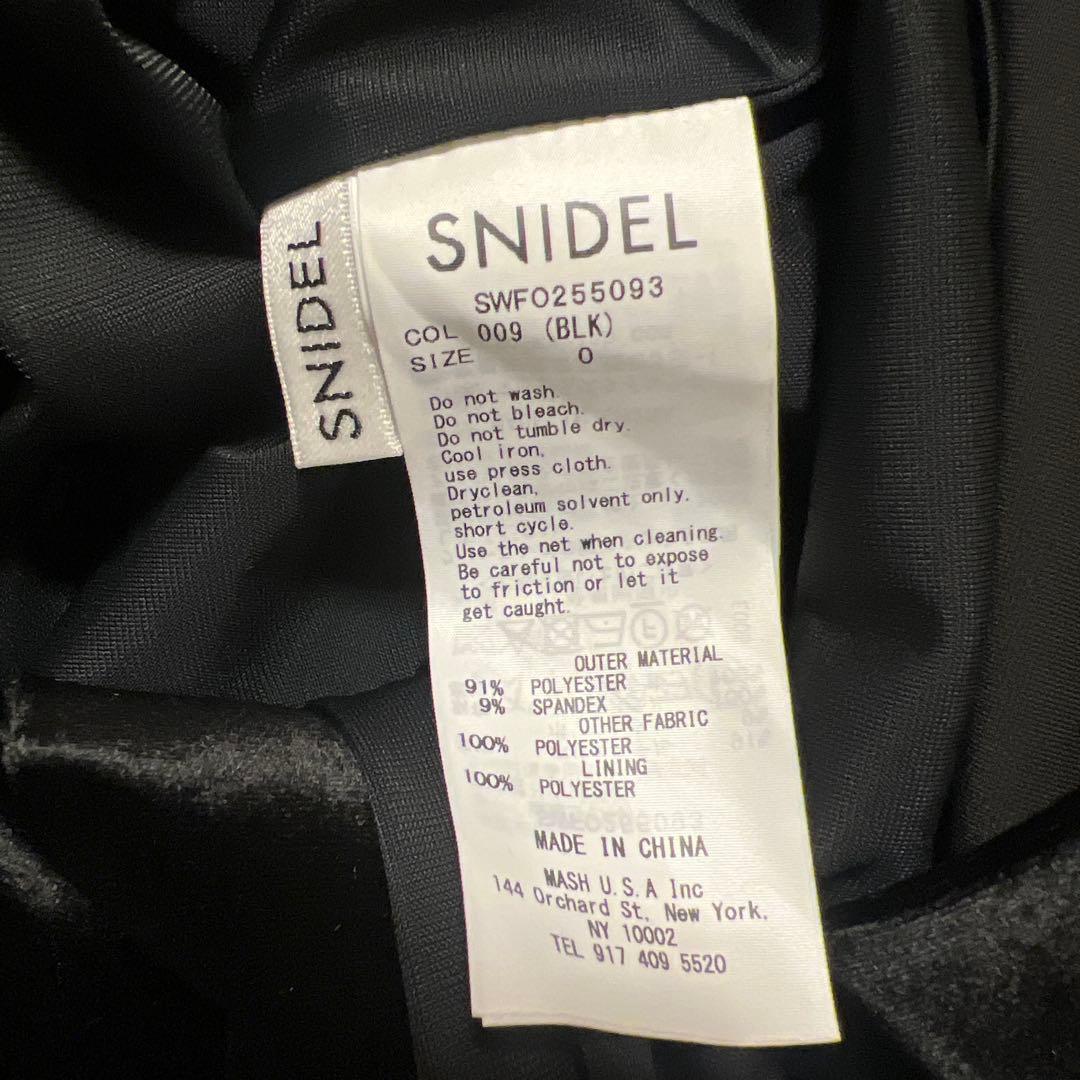 SNIDEL
SNIDEL
SWFO255093
COL 009 (BLK)
SIZE 0
Do not wash.
Do not bleach.
Do not tumble dry.
Cool iron,
use press cloth.
Dryclean,
petroleum solvent only.
short cycle.
Use the net when cleaning.
Be careful not to expose
to friction or let it
get caught.
OUTER MATERIAL
91% POLYESTER
9% SPANDEX
OTHER FABRIC
100% POLYESTER
LINING
100% POLYESTER
MADE IN CHINA
MASH U.S.A Inc
144 Orchard St, New York,
NY 10002
TEL 917 409 5520